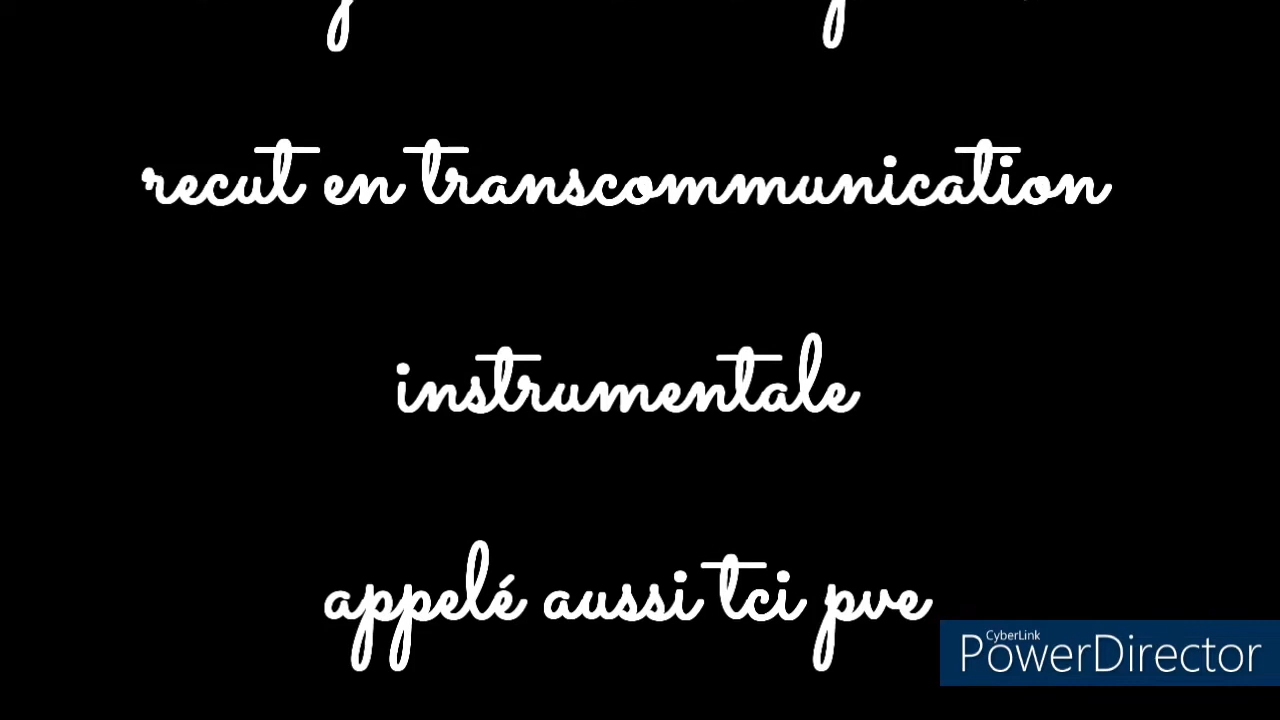 recut en transcommunication
instrumentale
appelé aussi tci pve
CyberLink
PowerDirector